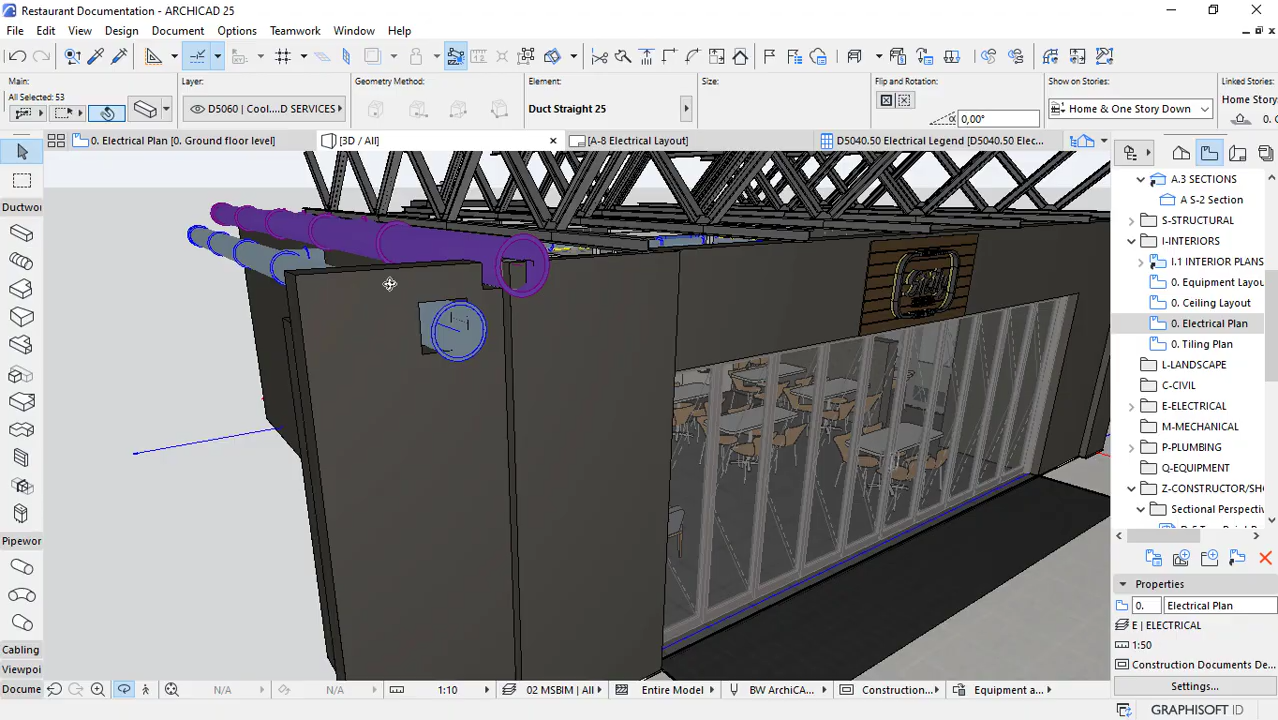 Restaurant Documentation - ARCHICAD 25
File Edit View Design Document Options Teamwork Window Help
Main:
All Selected: 53
Layer:
D5060 | Cool....D SERVICES
Geometry Method:
Element:
Duct Straight 25
Size:
Flip and Rotation:
0,00°
Show on Stories:
Home & One Story Down
Linked Stories:
Home Story
0. G
0. Electrical Plan [0. Ground floor level]
[3D / All]
[A-8 Electrical Layout]
D5040.50 Electrical Legend [D5040.50 Elec...
Ductwo
Pipewor
Cabling
Viewpoi
Docume
A.3 SECTIONS
A S-2 Section
S-STRUCTURAL
I-INTERIORS
I.1 INTERIOR PLANS
0. Equipment Layou
0. Ceiling Layout
0. Electrical Plan
0. Tiling Plan
L-LANDSCAPE
C-CIVIL
E-ELECTRICAL
M-MECHANICAL
P-PLUMBING
Q-EQUIPMENT
Z-CONSTRUCTOR/SHO
Sectional Perspectiv
Properties
0.
Electrical Plan
E | ELECTRICAL
1:50
Construction Documents De...
Settings...
N/A
N/A
1:10
02 MSBIM | All
Entire Model
BW ArchiCA...
Construction...
Equipment a...
GRAPHISOFT ID